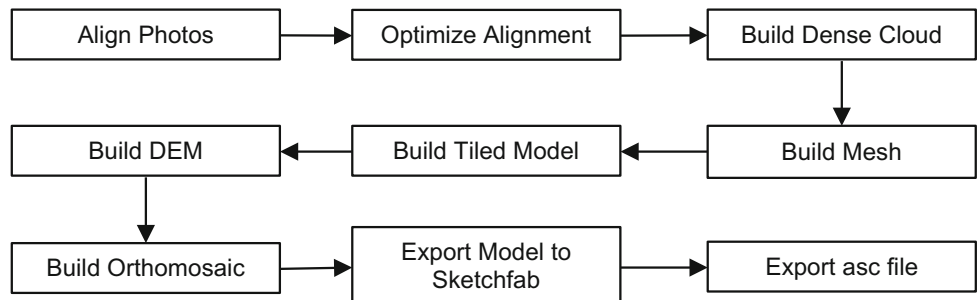 Align Photos
Optimize Alignment
Build Dense Cloud
Build DEM
Build Tiled Model
Build Mesh
Build Orthomosaic
Export Model to
Sketchfab
Export asc file